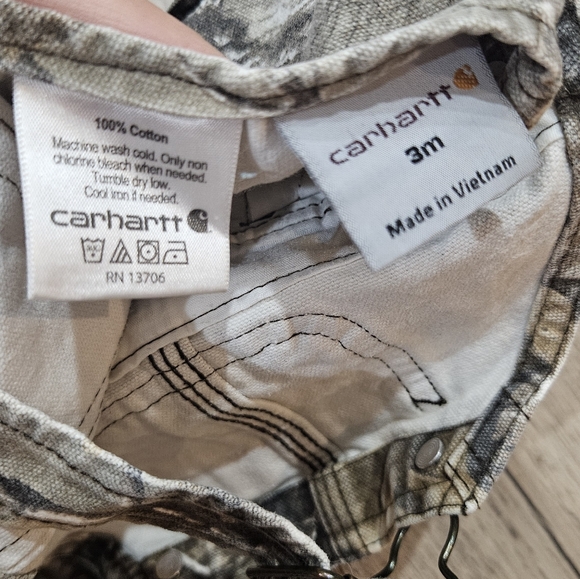 100% Cotton
Machine wash cold. Only non
chlorine bleach when needed.
Tumble dry low.
Cool iron if needed.
carhartt
RN 13706
carhartt
3m
Made in Vietnam